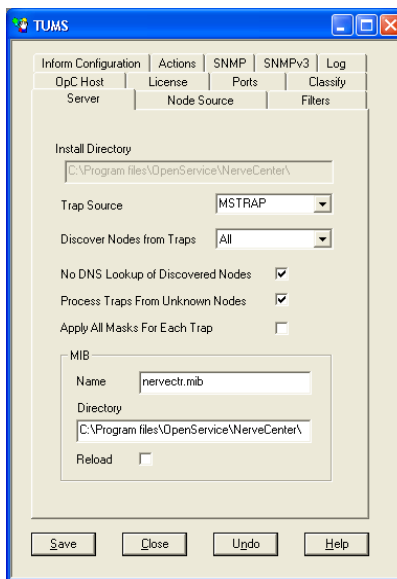 TUMS
Inform Configuration Actions SNMP SNMPv3 Log
OpC Host License Ports Classify
Server Node Source Filters
Install Directory
C:\Program files\OpenService\NerveCenter\
Trap Source MSTRAP
Discover Nodes from Traps All
No DNS Lookup of Discovered Nodes
Process Traps From Unknown Nodes
Apply All Masks For Each Trap
MIB
Name nervectr.mib
Directory
C:\Program files\OpenService\NerveCenter\
Reload
Save Close Undo Help